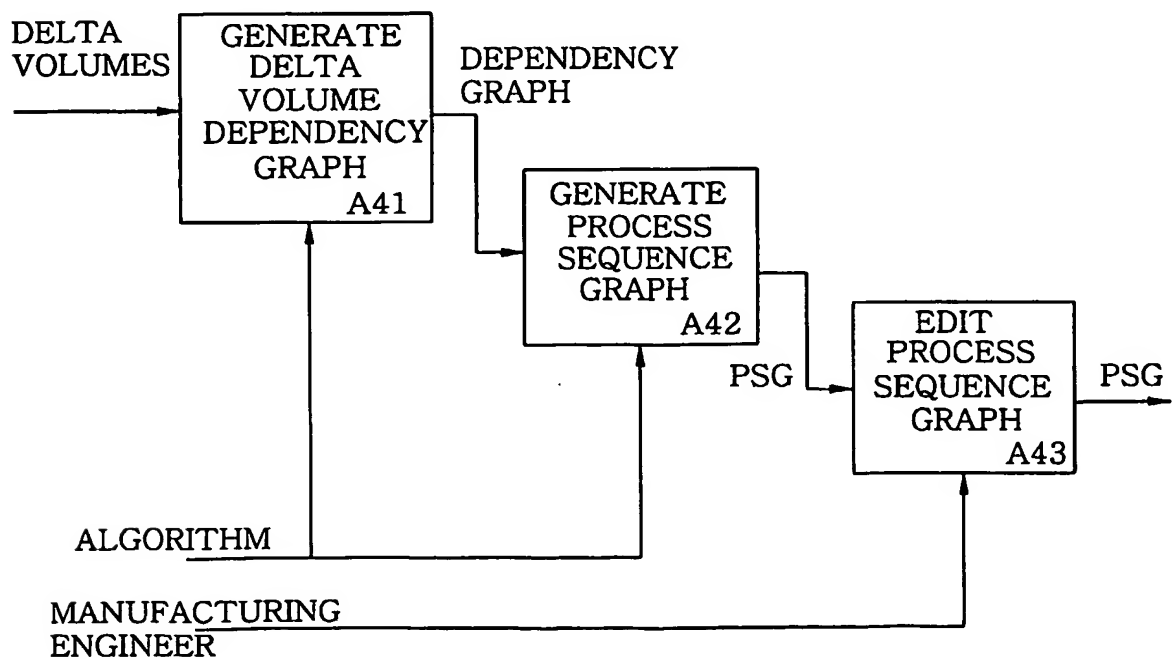 DELTA
VOLUMES
GENERATE
DELTA
VOLUME
DEPENDENCY
GRAPH
A41
DEPENDENCY
GRAPH
GENERATE
PROCESS
SEQUENCE
GRAPH
A42
PSG
EDIT
PROCESS
SEQUENCE
GRAPH
A43
PSG
ALGORITHM
MANUFACTURING
ENGINEER